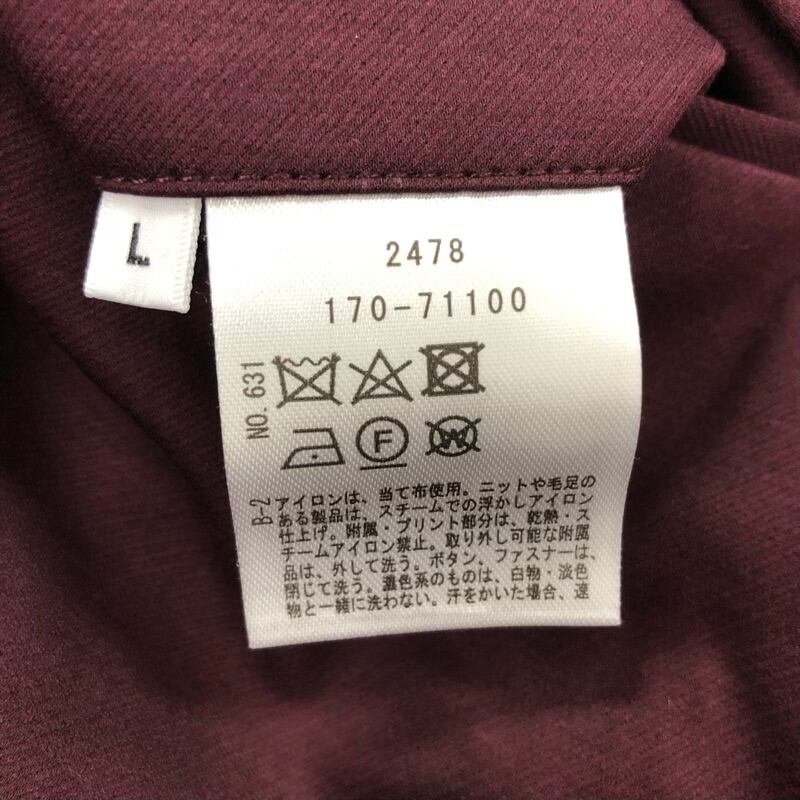 L
2478
170-71100
NO. 631
F
W
B-2
アイロンは、当て布使用。ニットや毛足の
ある製品は、スチームでの浮かしアイロン
仕上げ。附属・プリント部分は、乾熱・ス
チームアイロン禁止。取り外し可能な附属
品は、外して洗う。ボタン、ファスナーは、
閉じて洗う。濃色系のものは、白物・淡色
物と一緒に洗わない。汗をかいた場合、遠